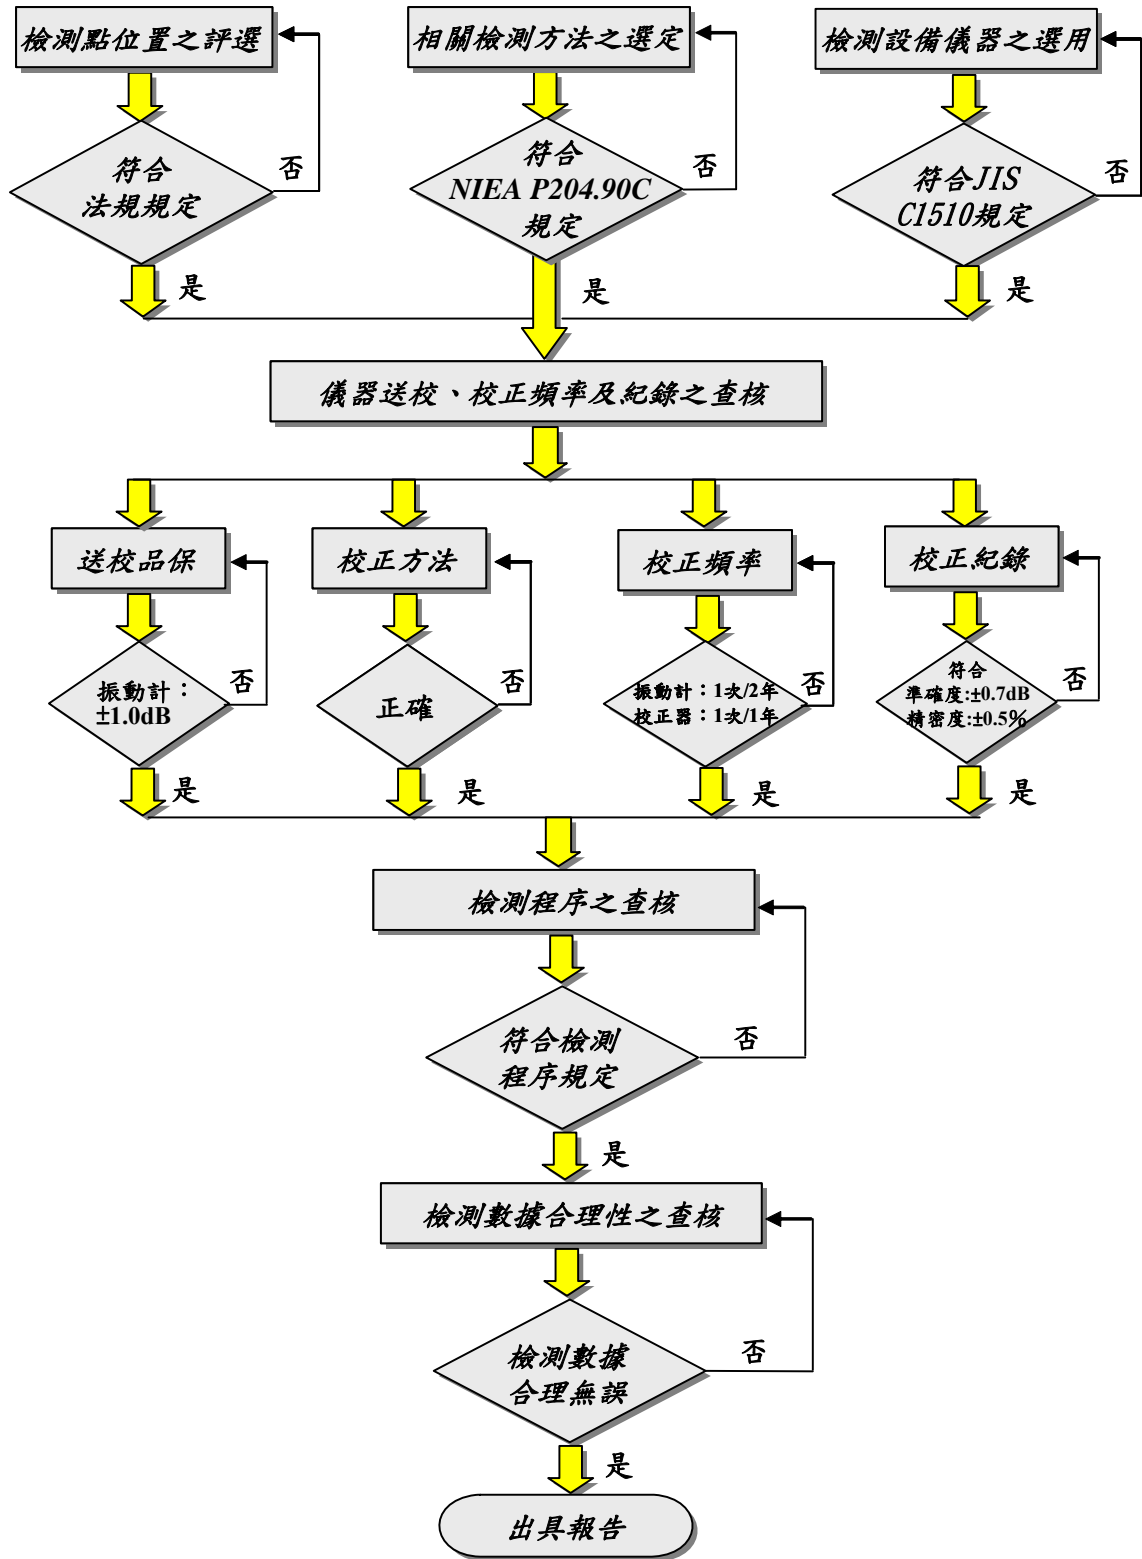 檢測點位置之評選
相關檢測方法之選定
檢測設備儀器之選用
符合
法規規定
否
符合
NIEA P204.90C
規定
否
符合JIS
C1510規定
否
是
是
是
儀器送校、校正頻率及紀錄之查核
送校品保
校正方法
校正頻率
校正紀錄
振動計：
±1.0dB
否
正確
否
振動計：1次/2年
校正器：1次/1年
否
符合
準確度:±0.7dB
精密度:±0.5%
否
是
是
是
是
檢測程序之查核
符合檢測
程序規定
否
是
檢測數據合理性之查核
檢測數據
合理無誤
否
是
出具報告